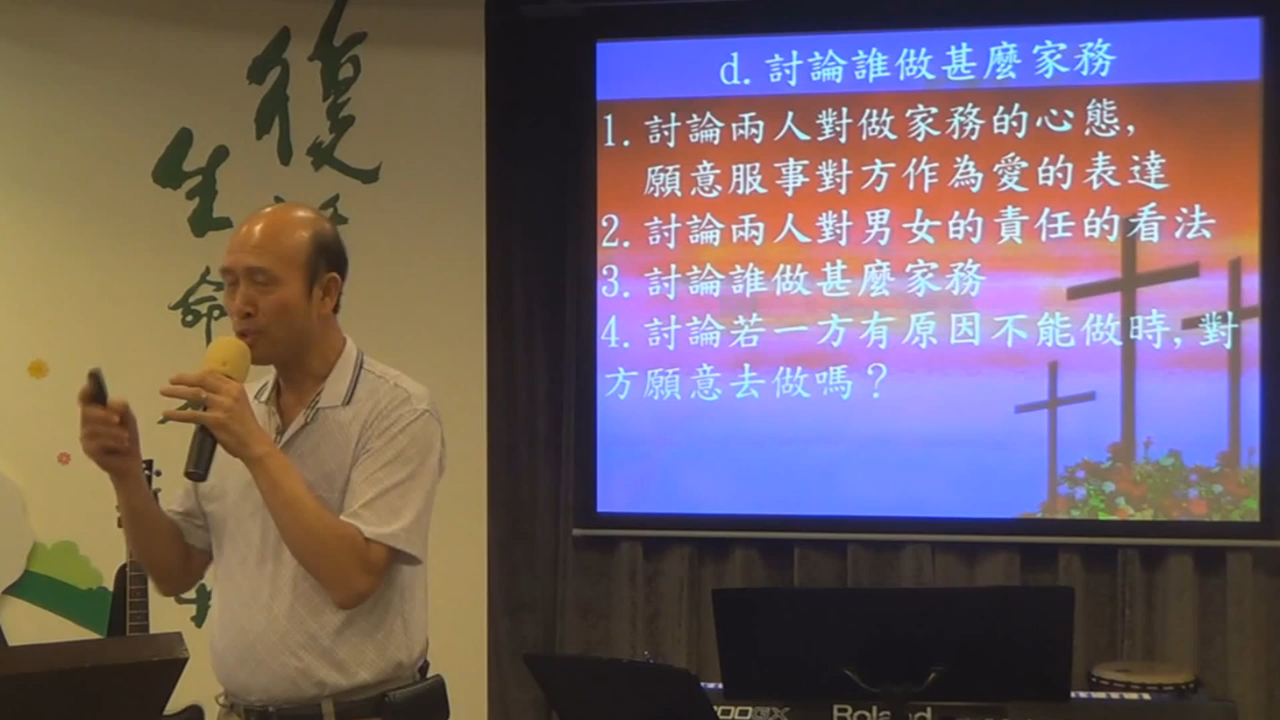 復活
生命
d. 討論誰做甚麼家務
1. 討論兩人對做家務的心態,
願意服事對方作為愛的表達
2. 討論兩人對男女的責任的看法
3. 討論誰做甚麼家務
4. 討論若一方有原因不能做時, 對
方願意去做嗎？
Roland